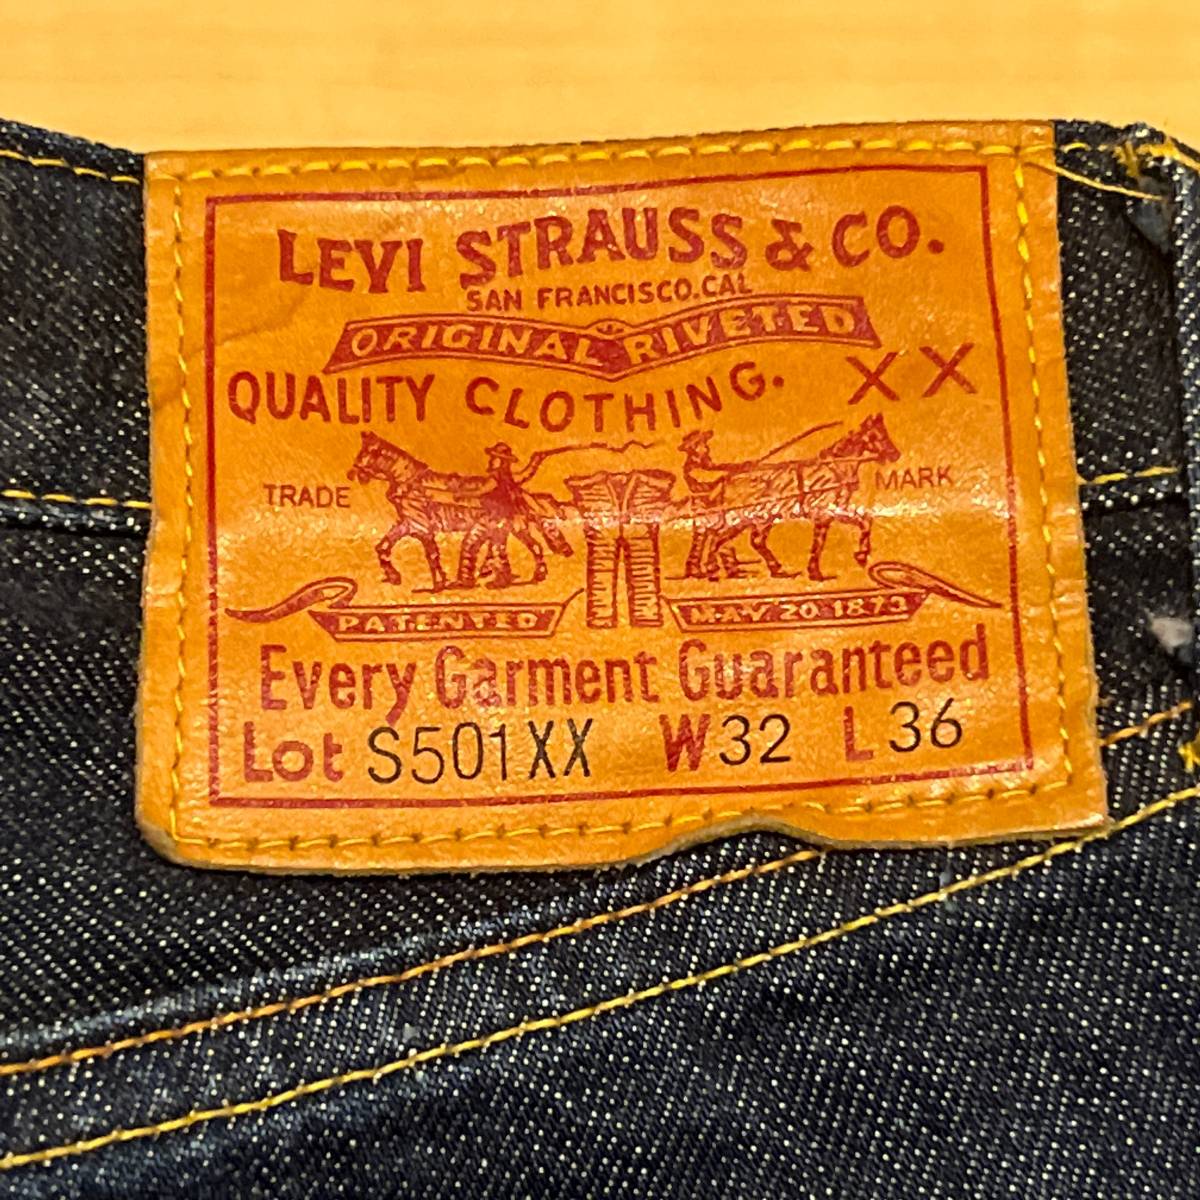 LEVI STRAUSS & CO.
SAN FRANCISCO.CAL
ORIGINAL RIVETED
QUALITY CLOTHING. XX
TRADE MARK
PATENTED MAY 20 1873
Every Garment Guaranteed
Lot S501XX W32 L36